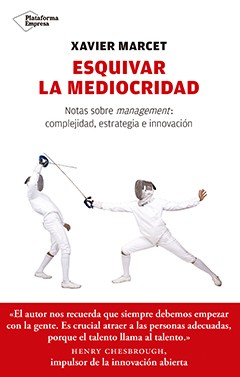 Plataforma
Empresa
XAVIER MARCET
ESQUIVAR
LA MEDIOCRIDAD
Notas sobre management:
complejidad, estrategia e innovación
«El autor nos recuerda que siempre debemos empezar
con la gente. Es crucial atraer a las personas adecuadas,
porque el talento llama al talento.»
HENRY CHESBROUGH,
impulsor de la innovación abierta